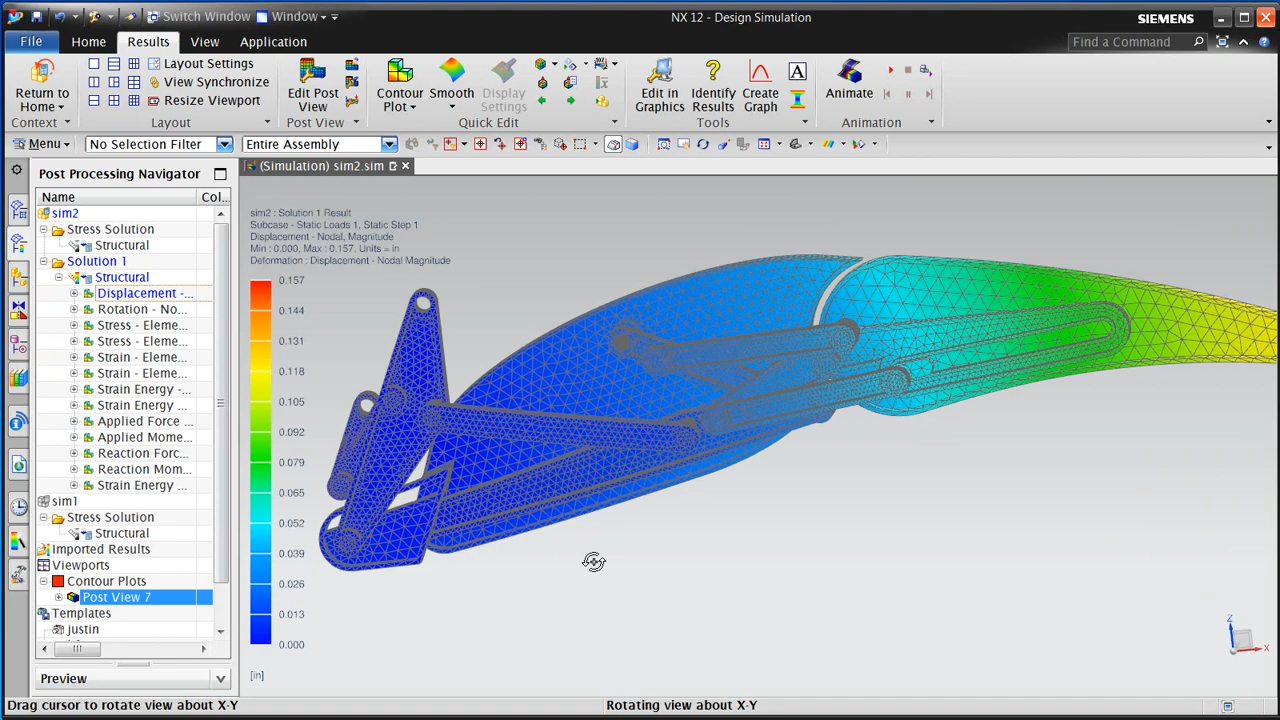 Switch Window Window NX 12 - Design Simulation SIEMENS
File Home Results View Application Find a Command
Return to Home
Context
Layout Settings
View Synchronize
Resize Viewport
Layout
Edit Post View
Post View
Contour Plot
Smooth
Display Settings
Quick Edit
Edit in Graphics
Identify Results
Create Graph
A
Tools
Animate
Animation
Menu No Selection Filter Entire Assembly
(Simulation) sim2.sim
Post Processing Navigator
Name Col...
sim2
Stress Solution
Structural
Solution 1
Structural
Displacement -...
Rotation - No...
Stress - Eleme...
Stress - Eleme...
Strain - Eleme...
Strain - Eleme...
Strain Energy -...
Strain Energy ...
Applied Force ...
Applied Mome...
Reaction Forc...
Reaction Mom...
Strain Energy ...
sim1
Stress Solution
Structural
Imported Results
Viewports
Contour Plots
Post View 7
Templates
justin
Preview
sim2 : Solution 1 Result
Subcase - Static Loads 1, Static Step 1
Displacement - Nodal, Magnitude
Min : 0.000, Max : 0.157, Units = in
Deformation : Displacement - Nodal Magnitude
0.157
0.144
0.131
0.118
0.105
0.092
0.079
0.065
0.052
0.039
0.026
0.013
0.000
[in]
Z
X
Drag cursor to rotate view about X-Y Rotating view about X-Y